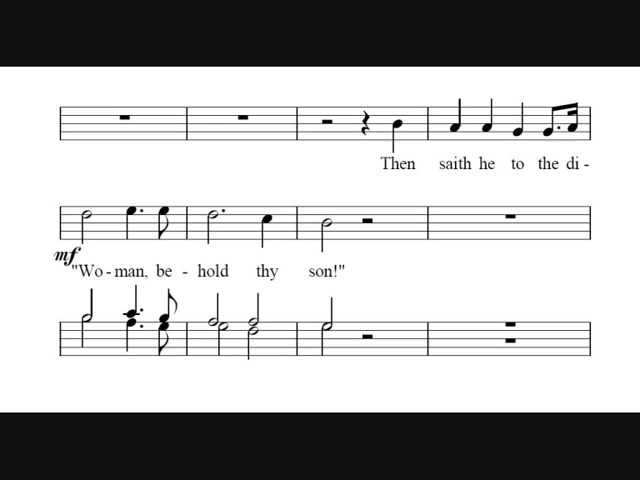 Then saith he to the di -
mf
"Wo - man, be - hold thy son!"